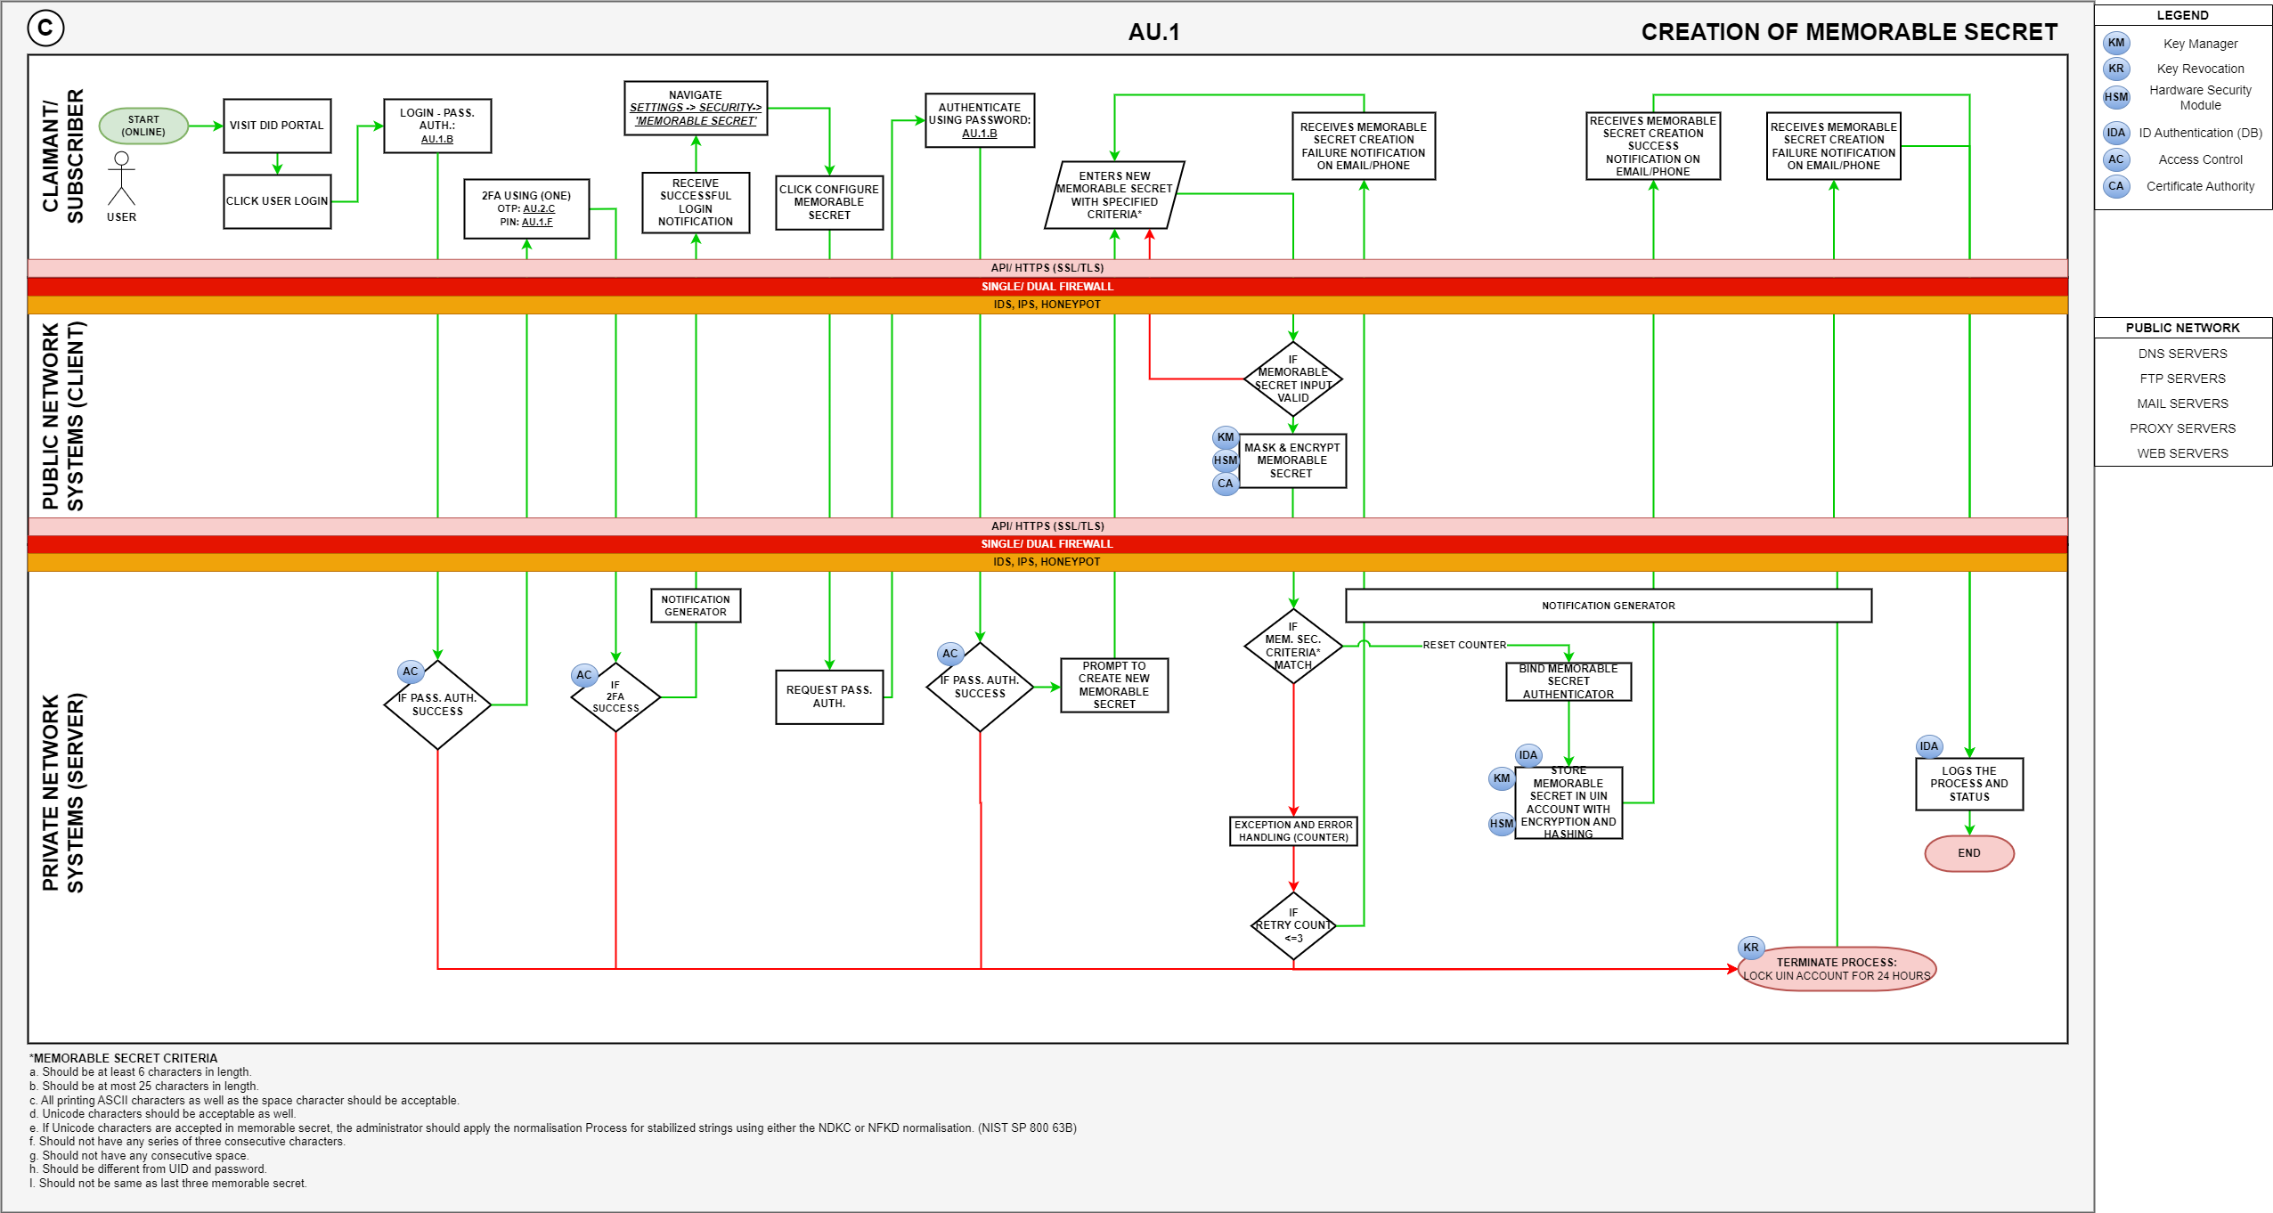 C
AU.1
CREATION OF MEMORABLE SECRET
CLAIMANT/
SUBSCRIBER
START
(ONLINE)
USER
VISIT DID PORTAL
CLICK USER LOGIN
LOGIN - PASS.
AUTH.:
AU.1.B
2FA USING (ONE)
OTP: AU.2.C
PIN: AU.1.F
NAVIGATE
SETTINGS -> SECURITY->
'MEMORABLE SECRET'
RECEIVE
SUCCESSFUL
LOGIN
NOTIFICATION
CLICK CONFIGURE
MEMORABLE
SECRET
AUTHENTICATE
USING PASSWORD:
AU.1.B
ENTERS NEW
MEMORABLE SECRET
WITH SPECIFIED
CRITERIA*
RECEIVES MEMORABLE
SECRET CREATION
FAILURE NOTIFICATION
ON EMAIL/PHONE
RECEIVES MEMORABLE
SECRET CREATION
SUCCESS
NOTIFICATION ON
EMAIL/PHONE
RECEIVES MEMORABLE
SECRET CREATION
FAILURE NOTIFICATION
ON EMAIL/PHONE
API/ HTTPS (SSL/TLS)
SINGLE/ DUAL FIREWALL
IDS, IPS, HONEYPOT
PUBLIC NETWORK
SYSTEMS (CLIENT)
IF
MEMORABLE
SECRET INPUT
VALID
KM
HSM
CA
MASK & ENCRYPT
MEMORABLE
SECRET
API/ HTTPS (SSL/TLS)
SINGLE/ DUAL FIREWALL
IDS, IPS, HONEYPOT
PRIVATE NETWORK
SYSTEMS (SERVER)
AC
IF PASS. AUTH.
SUCCESS
AC
IF
2FA
SUCCESS
NOTIFICATION
GENERATOR
REQUEST PASS.
AUTH.
AC
IF PASS. AUTH.
SUCCESS
PROMPT TO
CREATE NEW
MEMORABLE
SECRET
IF
MEM. SEC.
CRITERIA*
MATCH
NOTIFICATION GENERATOR
RESET COUNTER
BIND MEMORABLE
SECRET
AUTHENTICATOR
IDA
KM
HSM
STORE
MEMORABLE
SECRET IN UIN
ACCOUNT WITH
ENCRYPTION AND
HASHING
EXCEPTION AND ERROR
HANDLING (COUNTER)
IF
RETRY COUNT
<=3
KR
TERMINATE PROCESS:
LOCK UIN ACCOUNT FOR 24 HOURS
IDA
LOGS THE
PROCESS AND
STATUS
END
*MEMORABLE SECRET CRITERIA
a. Should be at least 6 characters in length.
b. Should be at most 25 characters in length.
c. All printing ASCII characters as well as the space character should be acceptable.
d. Unicode characters should be acceptable as well.
e. If Unicode characters are accepted in memorable secret, the administrator should apply the normalisation Process for stabilized strings using either the NDKC or NFKD normalisation. (NIST SP 800 63B)
f. Should not have any series of three consecutive characters.
g. Should not have any consecutive space.
h. Should be different from UID and password.
I. Should not be same as last three memorable secret.
LEGEND
KM Key Manager
KR Key Revocation
HSM Hardware Security
Module
IDA ID Authentication (DB)
AC Access Control
CA Certificate Authority
PUBLIC NETWORK
DNS SERVERS
FTP SERVERS
MAIL SERVERS
PROXY SERVERS
WEB SERVERS